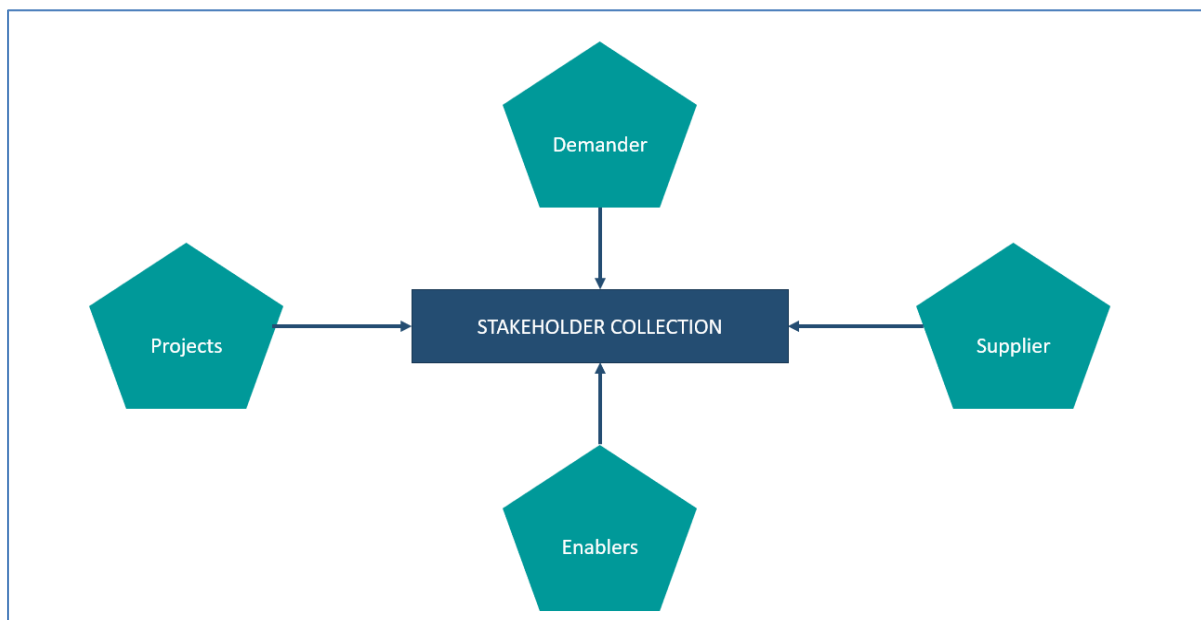 Demander
Projects
STAKEHOLDER COLLECTION
Supplier
Enablers